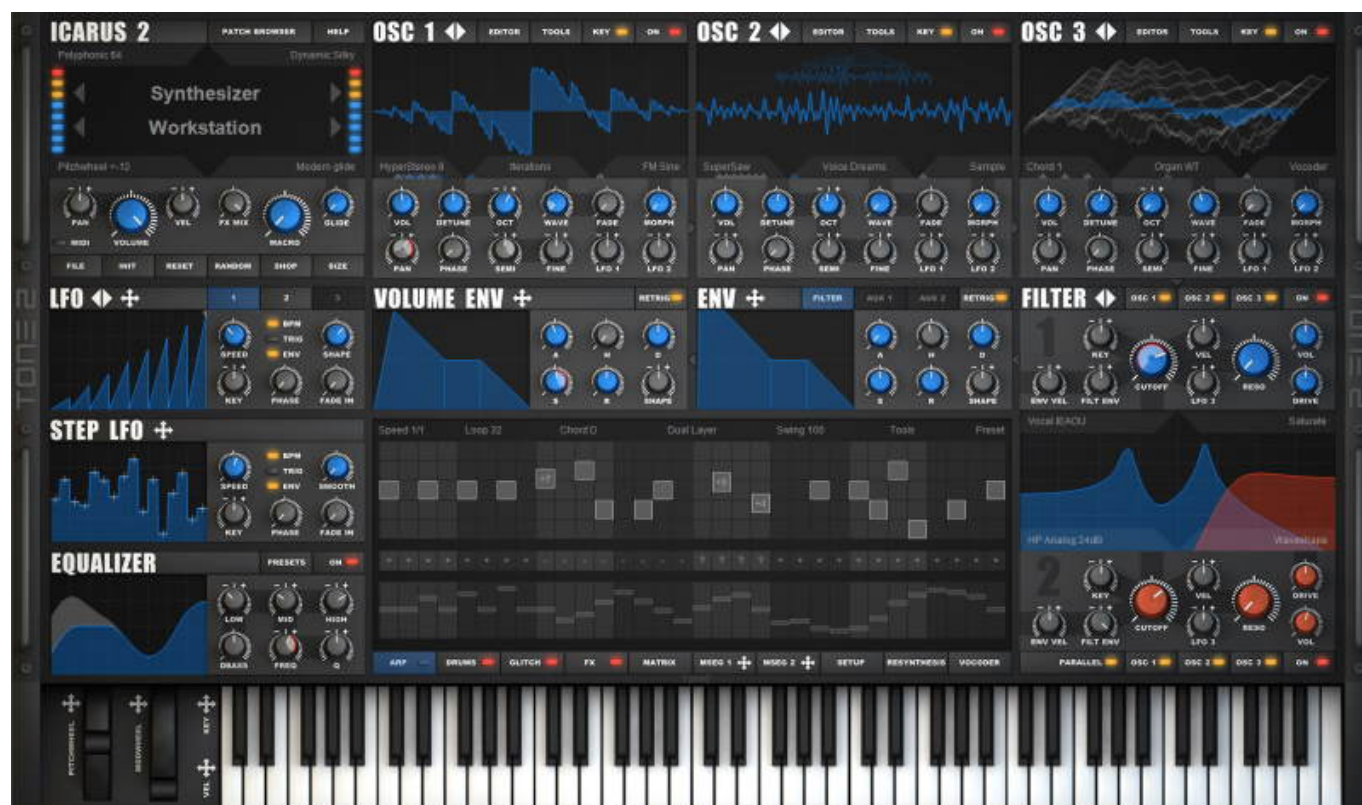 ICARUS 2 PATCH BROWSER HELP
Polyphonic 64 Dynamic Silky
Synthesizer
Workstation
Pitchwheel +-12 Modern glide
PAN VOLUME VEL FX MIX MACRO GLIDE
MIDI
FILE INIT RESET RANDOM SHOP SIZE
OSC 1 EDITOR TOOLS KEY ON
HyperStereo 8 Iterations FM Sine
VOL DETUNE OCT WAVE FADE MORPH
PAN PHASE SEMI FINE LFO 1 LFO 2
OSC 2 EDITOR TOOLS KEY ON
SuperSaw Voice Dreams Sample
VOL DETUNE OCT WAVE FADE MORPH
PAN PHASE SEMI FINE LFO 1 LFO 2
OSC 3 EDITOR TOOLS KEY ON
Chord 1 Organ WT Vocoder
VOL DETUNE OCT WAVE FADE MORPH
PAN PHASE SEMI FINE LFO 1 LFO 2
LFO 1 2 3
BPM
TRIG
ENV
SPEED SHAPE
KEY PHASE FADE IN
VOLUME ENV RETRIG
A H D
S R SHAPE
ENV FILTER AUX 1 AUX 2 RETRIG
A H D
S R SHAPE
FILTER OSC 1 OSC 2 OSC 3 ON
1
KEY CUTOFF VEL RESO VOL
ENV VEL FILT ENV LFO 3 DRIVE
Vocal IEAOU Saturate
HP Analog 24dB Waveshape
2
KEY CUTOFF VEL RESO DRIVE
ENV VEL FILT ENV LFO 3 VOL
PARALLEL OSC 1 OSC 2 OSC 3 ON
STEP LFO
BPM
TRIG
ENV
SPEED SMOOTH
KEY PHASE FADE IN
EQUALIZER PRESETS ON
LOW MID HIGH
DBASS FREQ Q
Speed 1/1 Loop 32 Chord D Dual Layer Swing 100 Tools Preset
ARP DRUMS GLITCH FX MATRIX MSEG 1 MSEG 2 SETUP RESYNTHESIS VOCODER
PITCHWHEEL
MODWHEEL
KEY
VEL
TONE 2